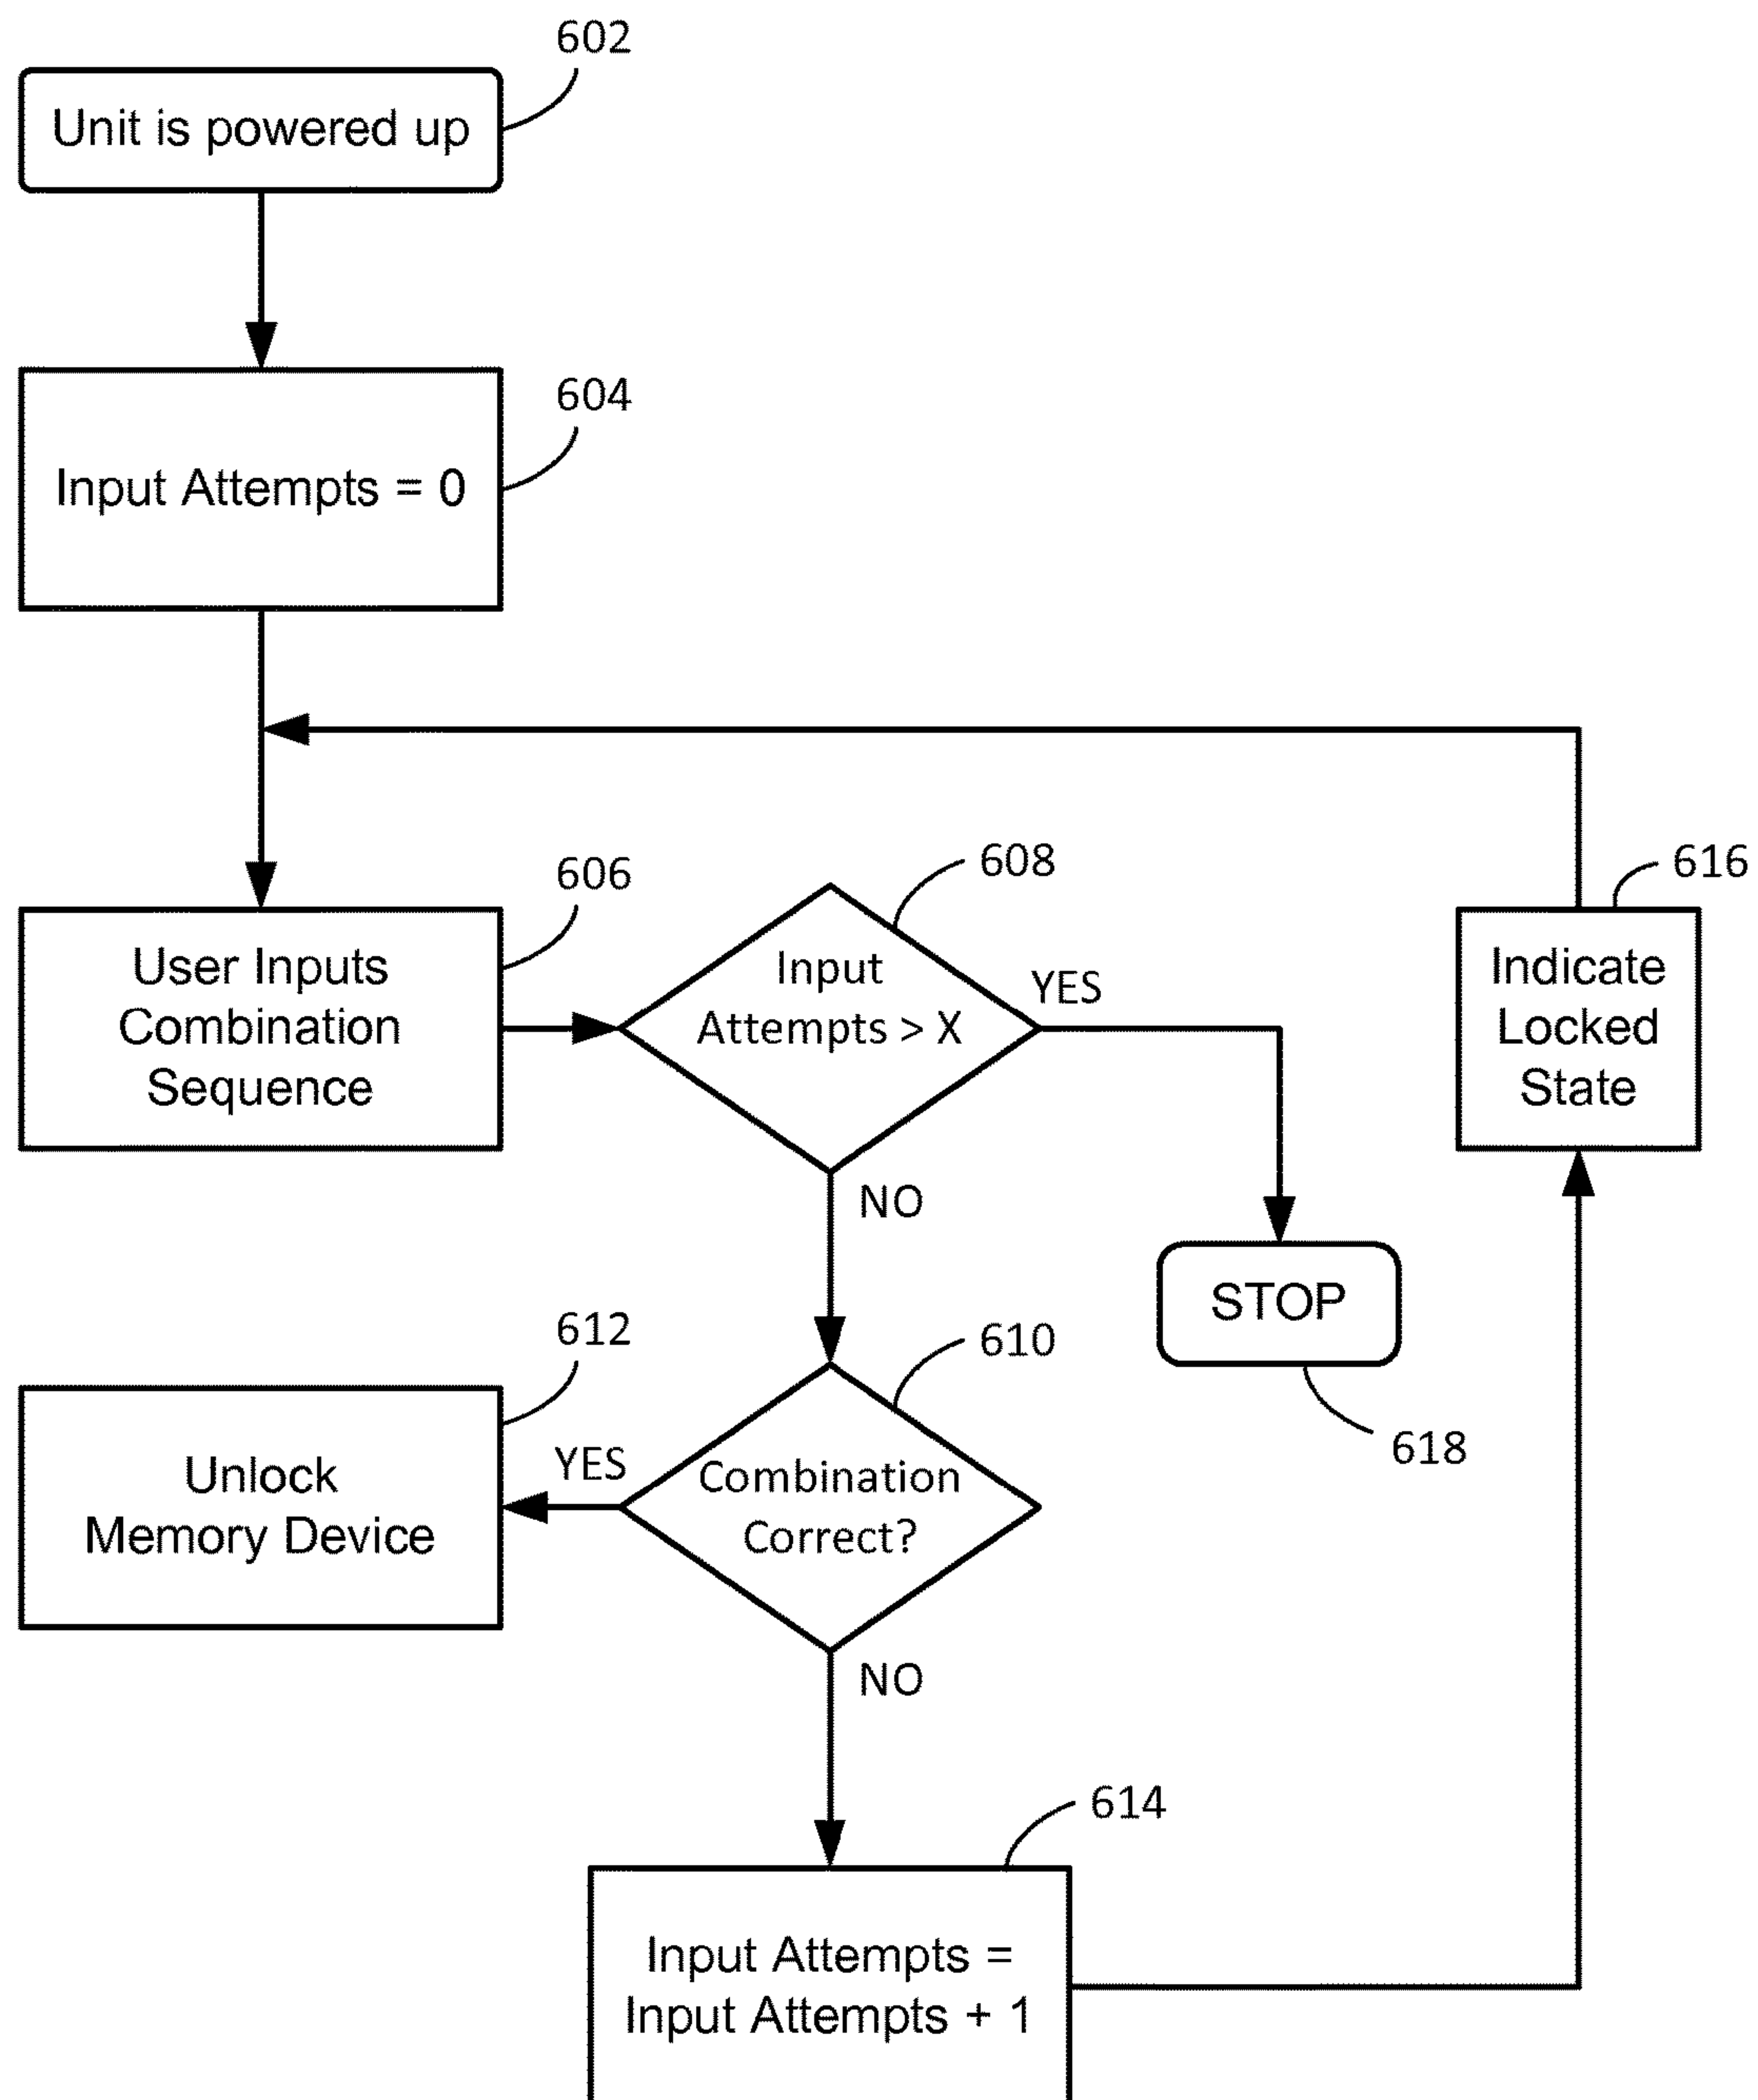 602
Unit is powered up
604
Input Attempts = 0
606
User Inputs
Combination
Sequence
608
Input
Attempts > X
YES
NO
616
Indicate
Locked
State
STOP
618
610
Combination
Correct?
YES
NO
612
Unlock
Memory Device
614
Input Attempts =
Input Attempts + 1